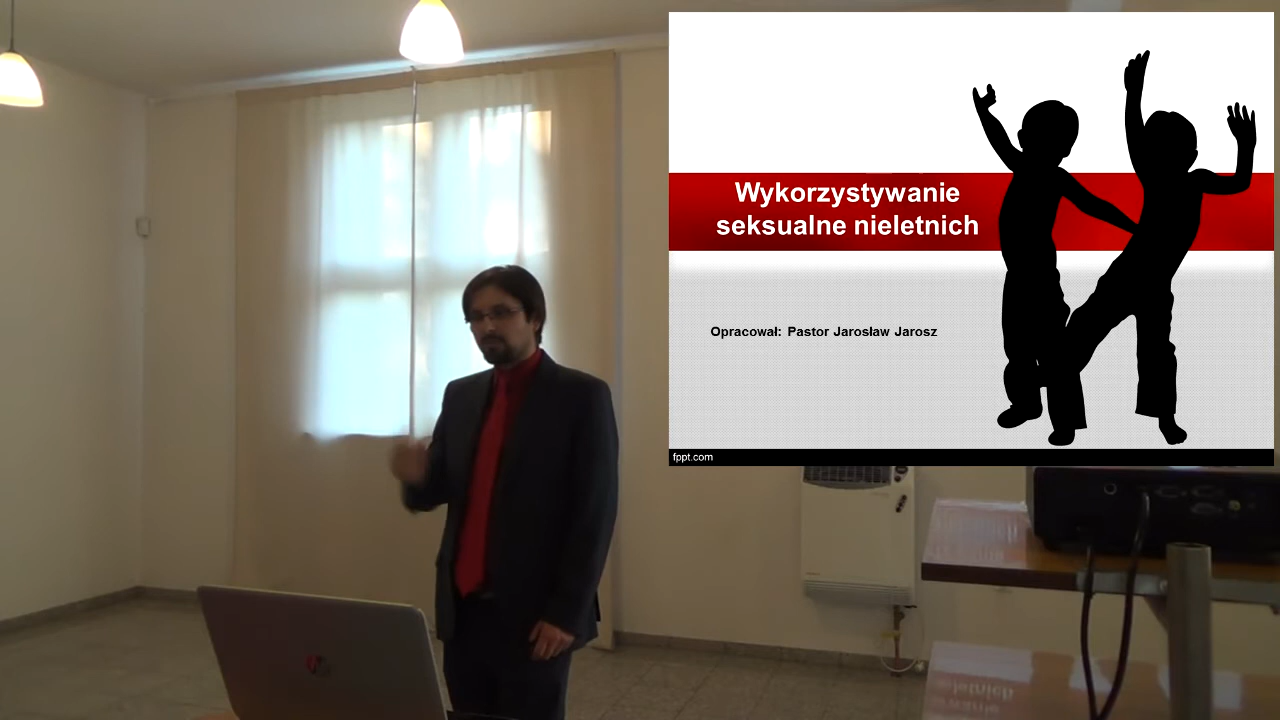 Wykorzystywanie
seksualne nieletnich
Opracował: Pastor Jarosław Jarosz
fppt.com